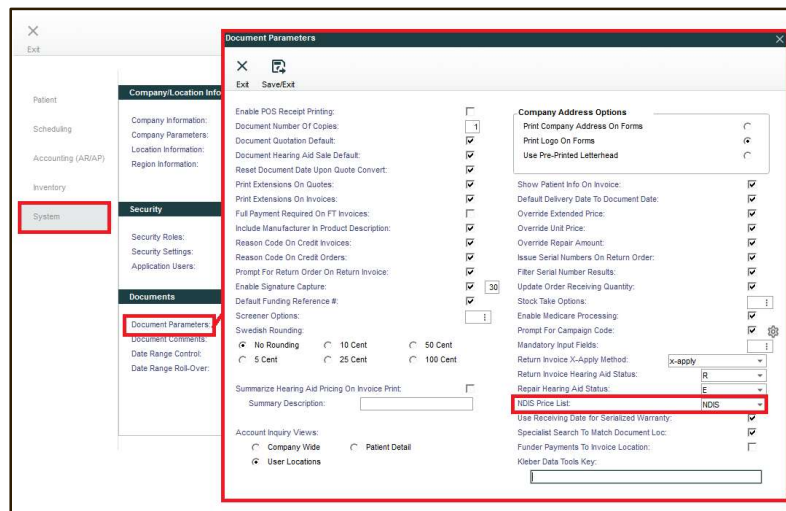 Exit
Patient
Scheduling
Accounting (AR/AP)
Inventory
System
Company/Location Info
Company Information:
Company Parameters:
Location Information:
Region Information:
Security
Security Roles:
Security Settings:
Application Users:
Documents
Document Parameters:
Document Comments:
Date Range Control:
Date Range Roll-Over:
Document Parameters
Exit Save/Exit
Enable POS Receipt Printing:
Document Number Of Copies: 1
Document Quotation Default:
Document Hearing Aid Sale Default:
Reset Document Date Upon Quote Convert:
Print Extensions On Quotes:
Print Extensions On Invoices:
Full Payment Required On FT Invoices:
Include Manufacturer In Product Description:
Reason Code On Credit Invoices:
Reason Code On Credit Orders:
Prompt For Return Order On Return Invoice:
Enable Signature Capture: 30
Default Funding Reference #:
Screener Options:
Swedish Rounding:
No Rounding 10 Cent 50 Cent
5 Cent 25 Cent 100 Cent
Summarize Hearing Aid Pricing On Invoice Print:
Summary Description:
Account Inquiry Views:
Company Wide Patient Detail
User Locations
Company Address Options
Print Company Address On Forms
Print Logo On Forms
Use Pre-Printed Letterhead
Show Patient Info On Invoice:
Default Delivery Date To Document Date:
Override Extended Price:
Override Unit Price:
Override Repair Amount:
Issue Serial Numbers On Return Order:
Filter Serial Number Results:
Update Order Receiving Quantity:
Stock Take Options:
Enable Medicare Processing:
Prompt For Campaign Code:
Mandatory Input Fields:
Return Invoice X-Apply Method: x-apply
Return Invoice Hearing Aid Status: R
Repair Hearing Aid Status: E
NDIS Price List: NDIS
Use Receiving Date for Serialized Warranty:
Specialist Search To Match Document Loc:
Funder Payments To Invoice Location:
Kleber Data Tools Key: